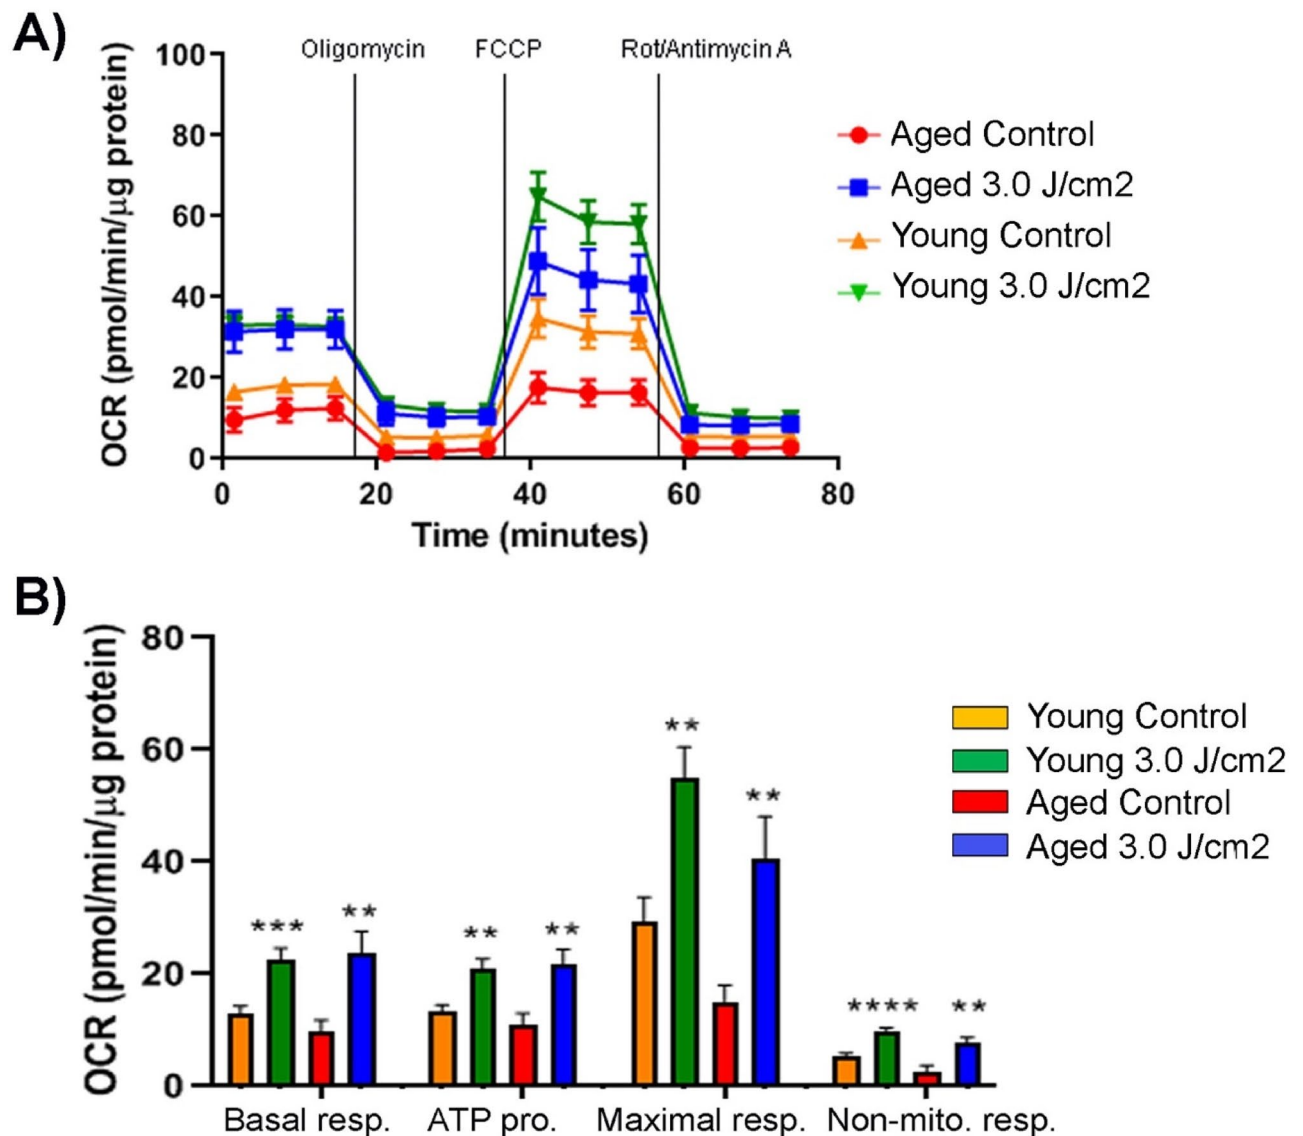 A)
OCR (pmol/min/μg protein)
100
80
60
40
20
0
Oligomycin FCCP Rot/Antimycin A
0 20 40 60 80
Time (minutes)
Aged Control
Aged 3.0 J/cm2
Young Control
Young 3.0 J/cm2
B)
OCR (pmol/min/μg protein)
80
60
40
20
0
*** ** ** ** ** ** **** **
Basal resp. ATP pro. Maximal resp. Non-mito. resp.
Young Control
Young 3.0 J/cm2
Aged Control
Aged 3.0 J/cm2